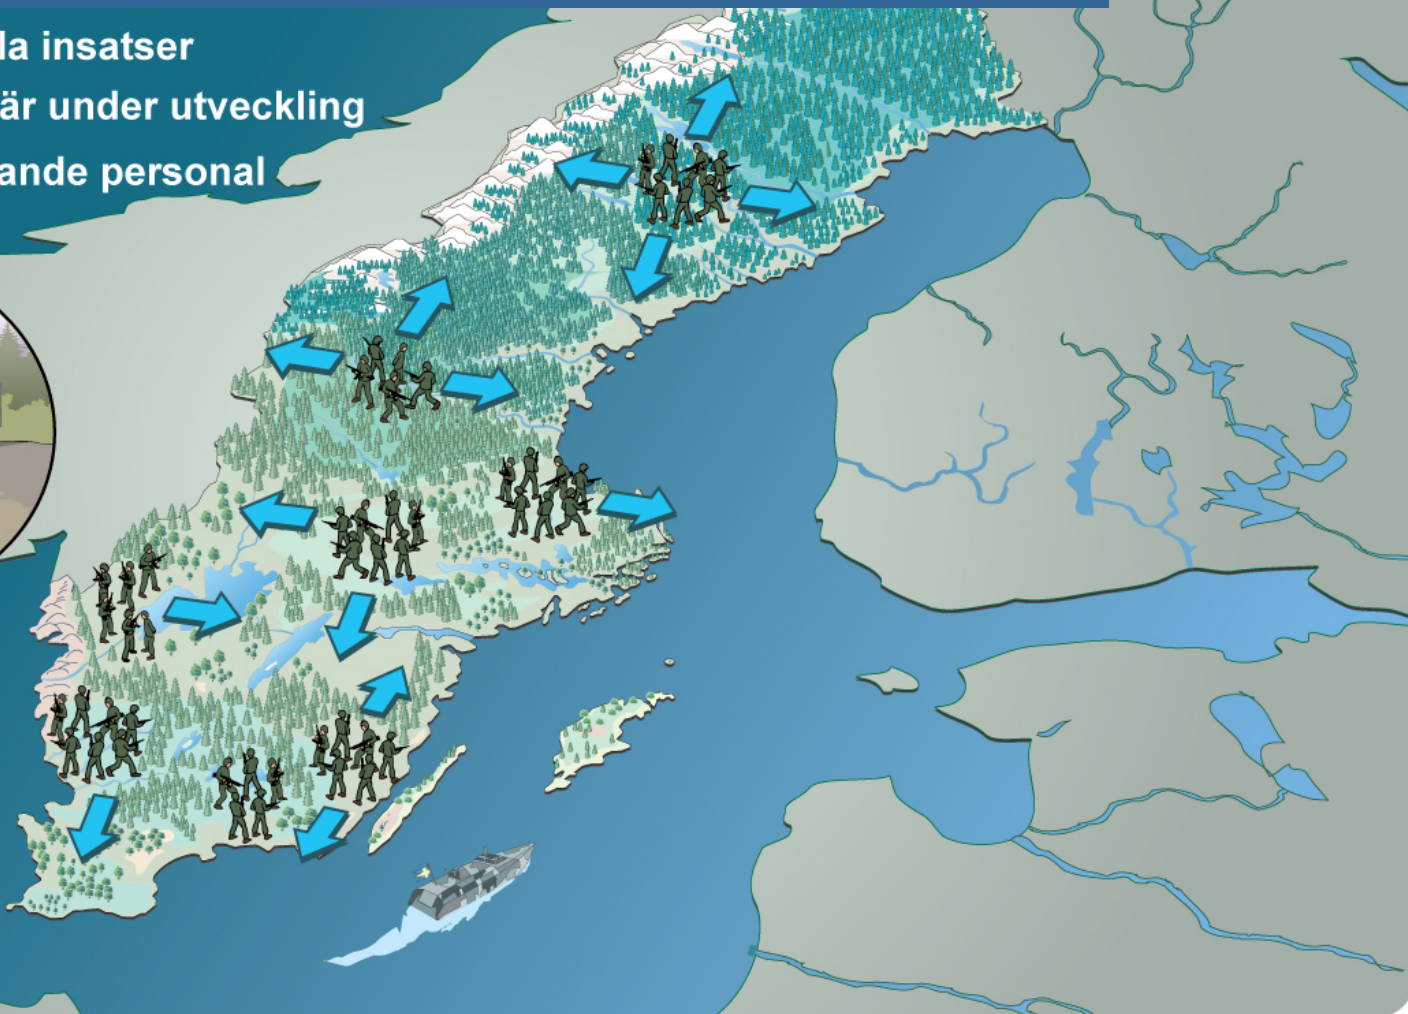 la insatser
är under utveckling
ande personal